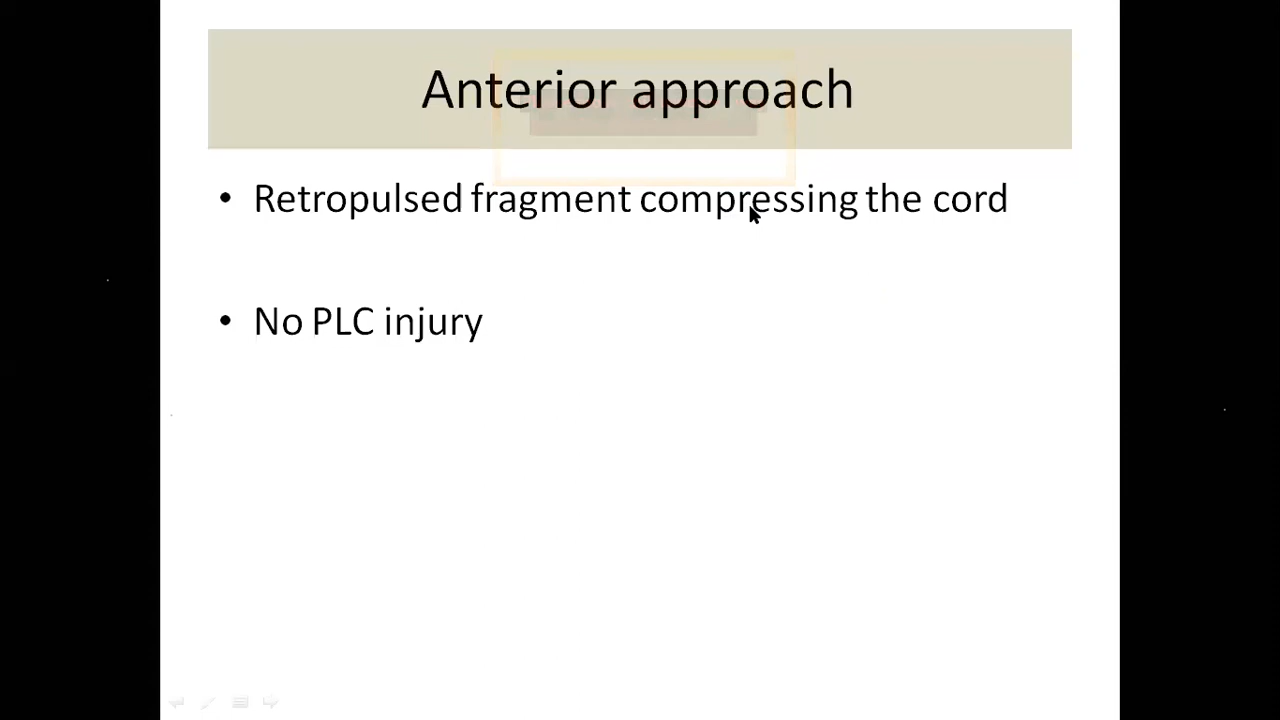 Anterior approach
• Retropulsed fragment compressing the cord
• No PLC injury